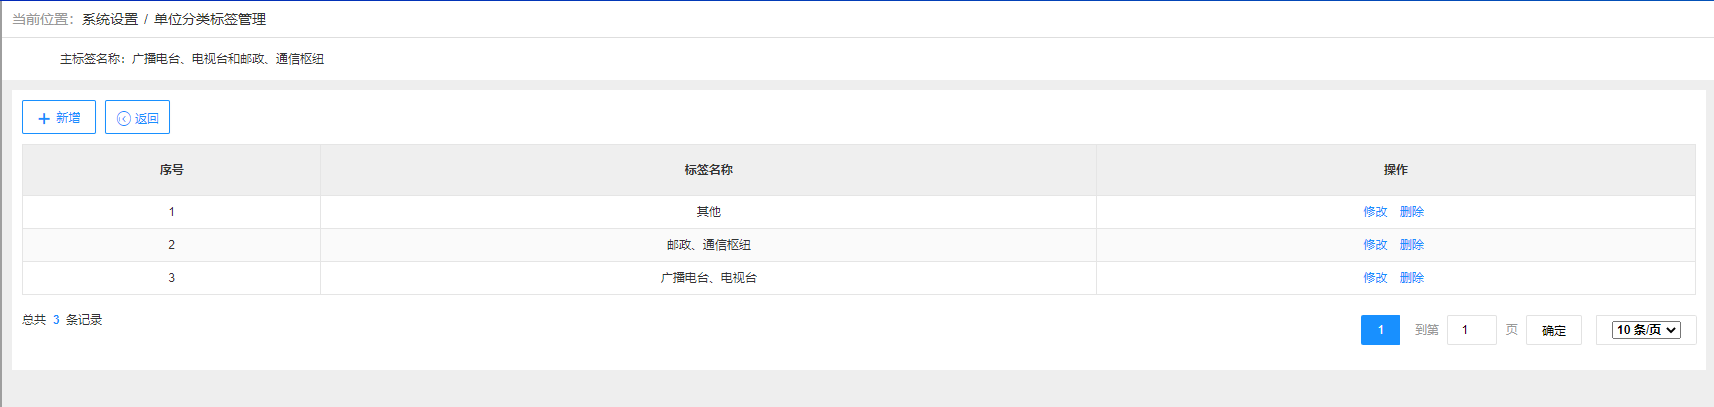 当前位置：系统设置 / 单位分类标签管理
主标签名称：广播电台、电视台和邮政、通信枢纽
新增 返回
序号 标签名称 操作
1 其他 修改 删除
2 邮政、通信枢纽 修改 删除
3 广播电台、电视台 修改 删除
总共 3 条记录 1 到第 1 页 确定 10 条/页